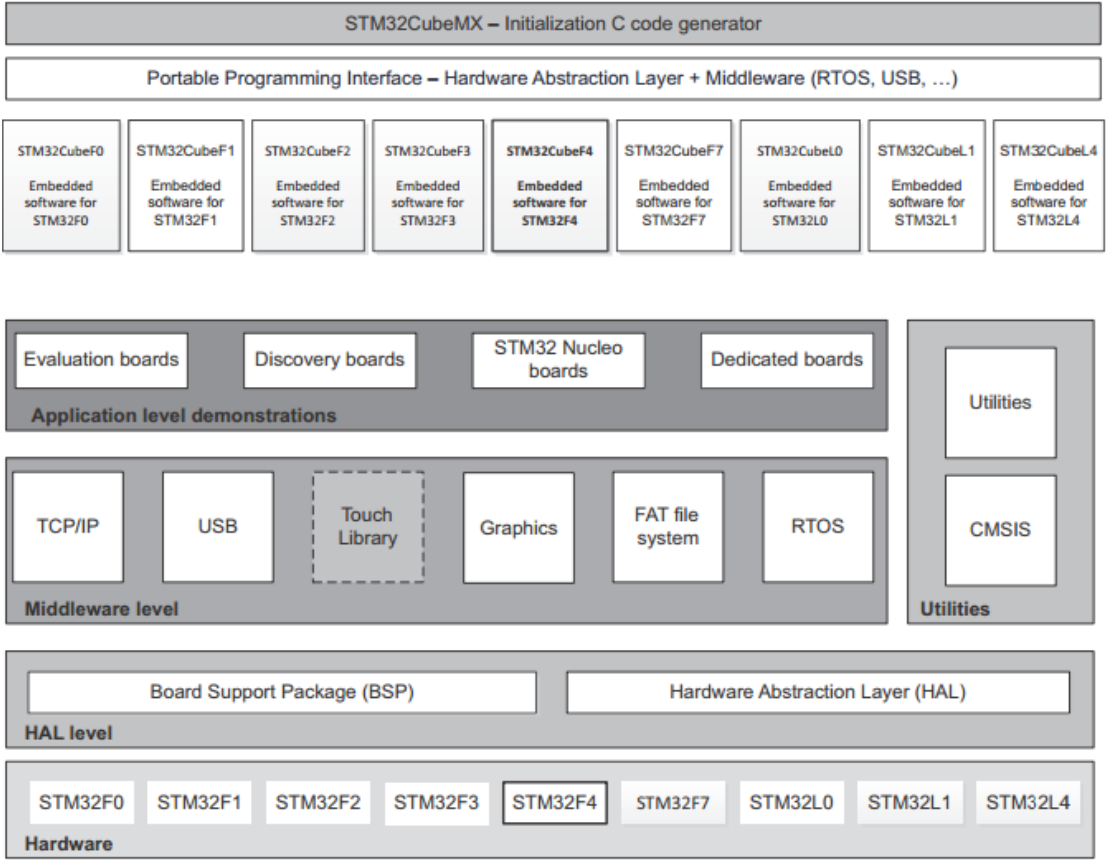 STM32CubeMX – Initialization C code generator
Portable Programming Interface – Hardware Abstraction Layer + Middleware (RTOS, USB, …)
STM32CubeF0
Embedded
software for
STM32F0
STM32CubeF1
Embedded
software for
STM32F1
STM32CubeF2
Embedded
software for
STM32F2
STM32CubeF3
Embedded
software for
STM32F3
STM32CubeF4
Embedded
software for
STM32F4
STM32CubeF7
Embedded
software for
STM32F7
STM32CubeL0
Embedded
software for
STM32L0
STM32CubeL1
Embedded
software for
STM32L1
STM32CubeL4
Embedded
software for
STM32L4
Evaluation boards
Discovery boards
STM32 Nucleo
boards
Dedicated boards
Application level demonstrations
TCP/IP
USB
Touch
Library
Graphics
FAT file
system
RTOS
Middleware level
Utilities
CMSIS
Utilities
Board Support Package (BSP)
Hardware Abstraction Layer (HAL)
HAL level
STM32F0
STM32F1
STM32F2
STM32F3
STM32F4
STM32F7
STM32L0
STM32L1
STM32L4
Hardware